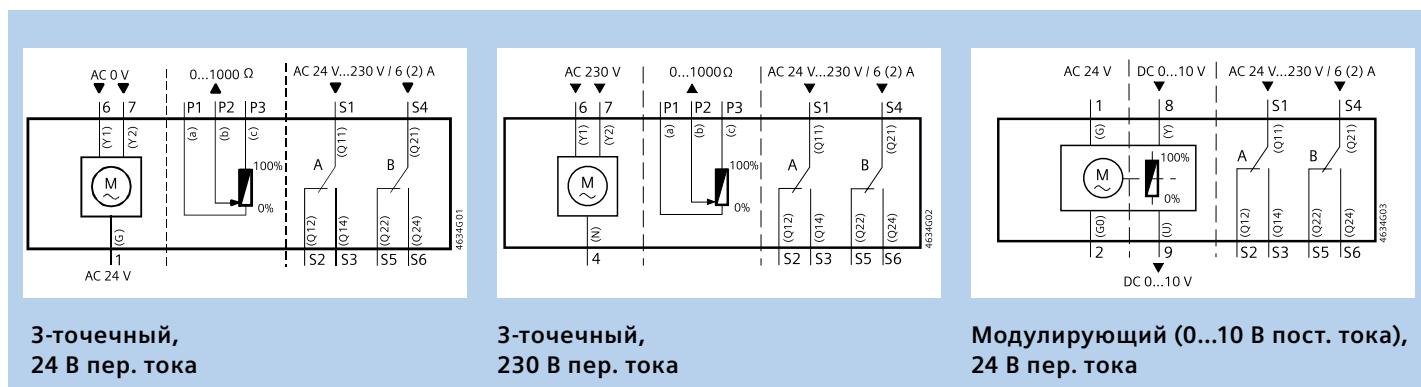 AC 0 V
0...1000 Ω
AC 24 V...230 V / 6 (2) A
6 7 P1 P2 P3 S1 S4
(Y1) (Y2) (a) (b) (c) (Q11) (Q21)
A B
M
100%
0%
(G) (Q12) (Q14) (Q22) (Q24)
1 S2 S3 S5 S6
AC 24 V
4634G01
3-точечный,
24 В пер. тока
AC 230 V
0...1000Ω
AC 24 V...230 V / 6 (2) A
6 7 P1 P2 P3 S1 S4
(Y1) (Y2) (a) (b) (c) (Q11) (Q21)
A B
M
100%
0%
(N) (Q12) (Q14) (Q22) (Q24)
4 S2 S3 S5 S6
4634G02
3-точечный,
230 В пер. тока
AC 24 V
DC 0...10 V
AC 24 V...230 V / 6 (2) A
1 8 S1 S4
(G) (Y) (Q11) (Q21)
A B
M
100%
0%
(G0) (U) (Q12) (Q14) (Q22) (Q24)
2 9 S2 S3 S5 S6
DC 0...10 V
4634G03
Модулирующий (0...10 В пост. тока),
24 В пер. тока